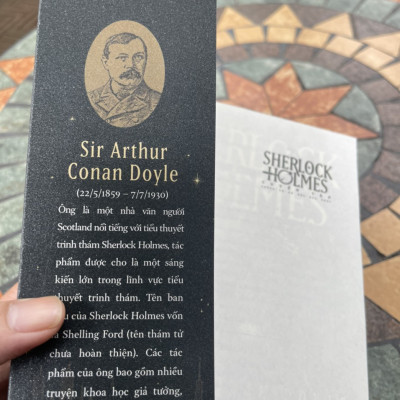 Sir Arthur
Conan Doyle
(22/5/1859 – 7/7/1930)
Ông là một nhà văn người
Scotland nổi tiếng với tiểu thuyết
trinh thám Sherlock Holmes, tác
phẩm được cho là một sáng
kiến lớn trong lĩnh vực tiểu
thuyết trinh thám. Tên ban
của Sherlock Holmes vốn
Shelling Ford (tên thám tử
chưa hoàn thiện). Các tác
phẩm của ông bao gồm nhiều
truyện khoa học giả tưởng,
SHERLOCK
HOLMES